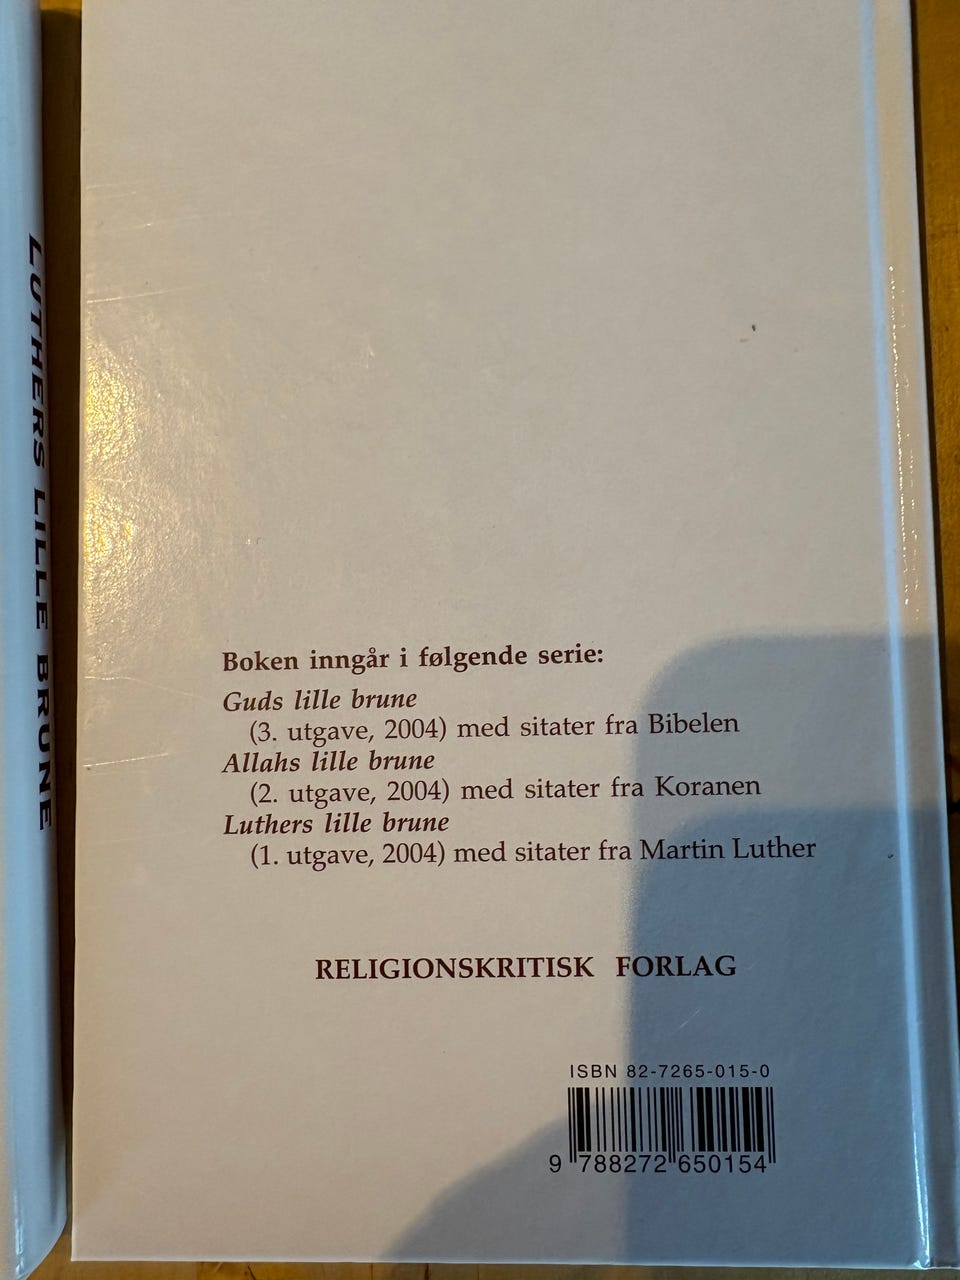 LUTHERS LILLE BRUNE
Boken inngår i følgende serie:
Guds lille brune
(3. utgave, 2004) med sitater fra Bibelen
Allahs lille brune
(2. utgave, 2004) med sitater fra Koranen
Luthers lille brune
(1. utgave, 2004) med sitater fra Martin Luther
RELIGIONSKRITISK FORLAG
ISBN 82-7265-015-0
9 788272 650154